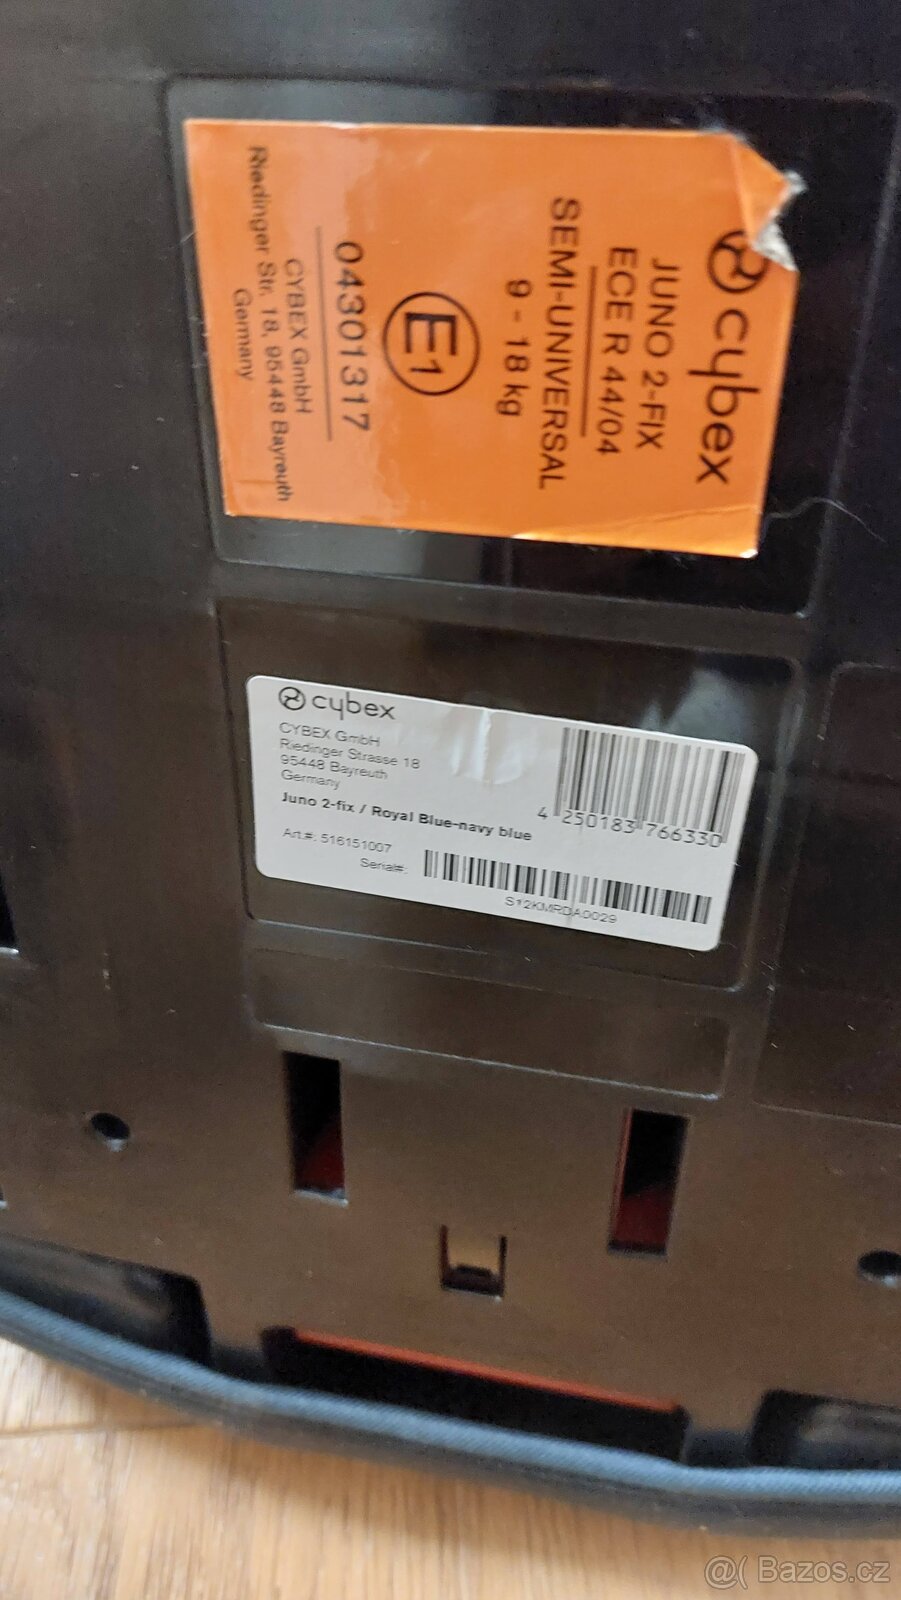 cybex
JUNO 2-FIX
ECE R 44/04
SEMI-UNIVERSAL
9 - 18 kg
E1
04301317
CYBEX GmbH
Riedinger Str. 18, 95448 Bayreuth
Germany
cybex
CYBEX GmbH
Riedinger Strasse 18
95448 Bayreuth
Germany
Juno 2-fix / Royal Blue-navy blue
4 250183 766330
Art.#: 516151007
Serial#:
S12KMRDA0029
@( Bazos.cz